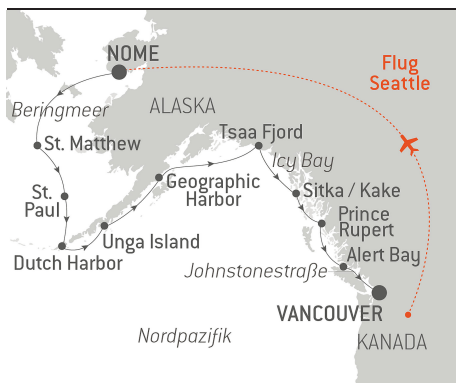 NOME
Flug
Seattle
Beringmeer
ALASKA
Tsaa Fjord
St. Matthew
Icy Bay
Geographic
Harbor
Sitka / Kake
St.
Paul
Prince
Rupert
Unga Island
Alert Bay
Dutch Harbor
Johnstonestraße
VANCOUVER
Nordpazifik
KANADA